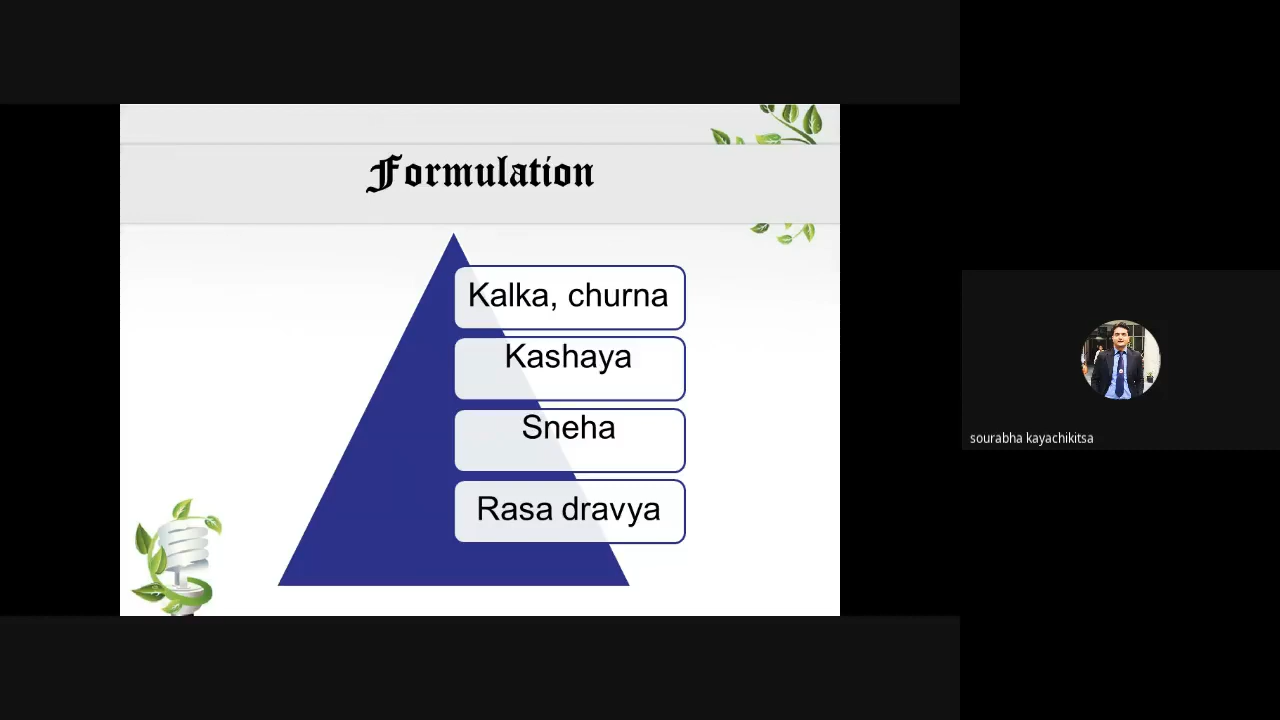 Formulation
Kalka, churna
Kashaya
Sneha
Rasa dravya
sourabha kayachikitsa